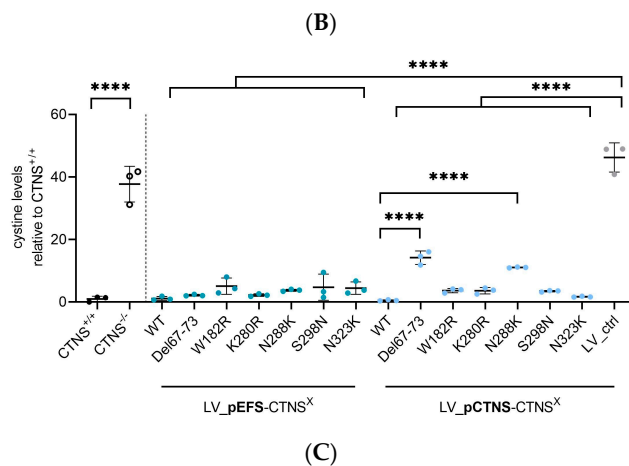 (B)
****
****
****
60
****
****
40
20
0
cystine levels
relative to CTNS+/+
CTNS+/+
CTNS-/-
WT
Del67-73
W182R
K280R
N288K
S298N
N323K
WT
Del67-73
W182R
K280R
N288K
S298N
N323K
LV_ctrl
LV_pEFS-CTNSX
LV_pCTNS-CTNSX
(C)